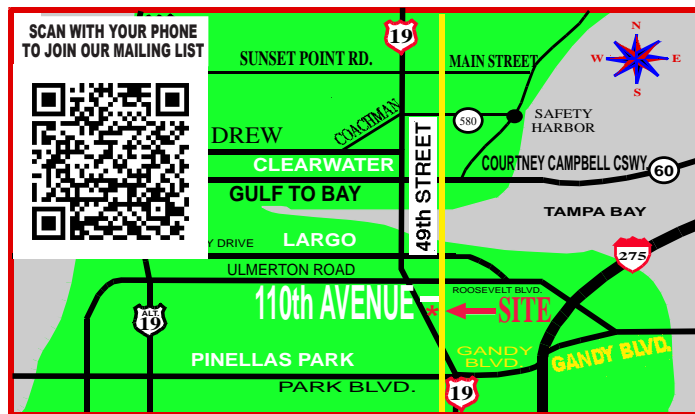 SCAN WITH YOUR PHONE
TO JOIN OUR MAILING LIST
19
N
W E
S
SUNSET POINT RD.
MAIN STREET
COACHMAN
580
SAFETY
HARBOR
DREW
49th STREET
CLEARWATER
COURTNEY CAMPBELL CSWY.
60
GULF TO BAY
TAMPA BAY
Y DRIVE
LARGO
275
ULMERTON ROAD
ROOSEVELT BLVD.
110th AVENUE
* SITE
ALT.
19
GANDY
BLVD.
GANDY BLVD.
PINELLAS PARK
PARK BLVD.
19